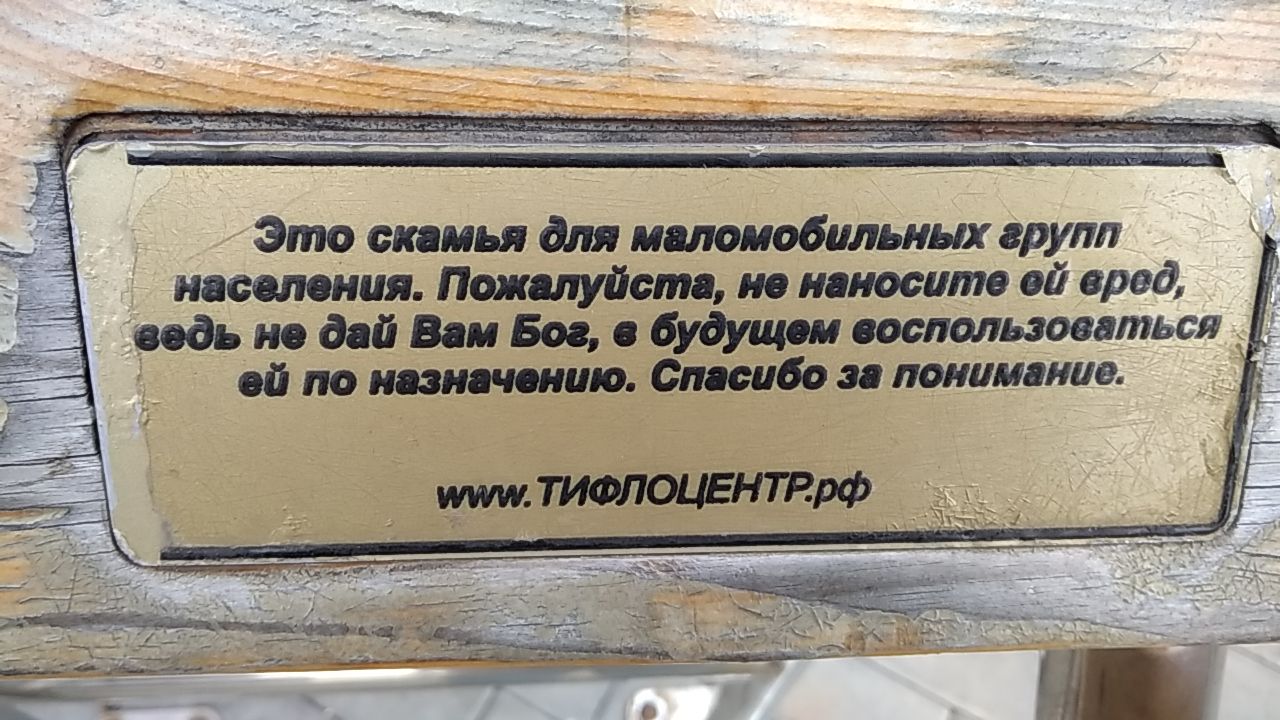 Это скамья для маломобильных групп
населения. Пожалуйста, не наносите ей вред,
ведь не дай Вам Бог, в будущем воспользоваться
ей по назначению. Спасибо за понимание.
www.ТИФЛОЦЕНТР.рф